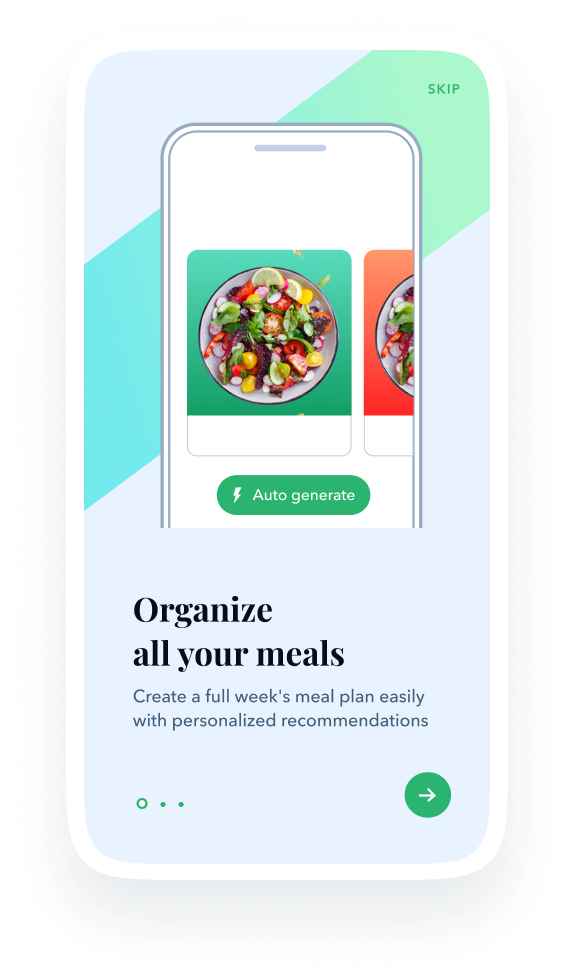 SKIP
Auto generate
Organize
all your meals
Create a full week's meal plan easily
with personalized recommendations